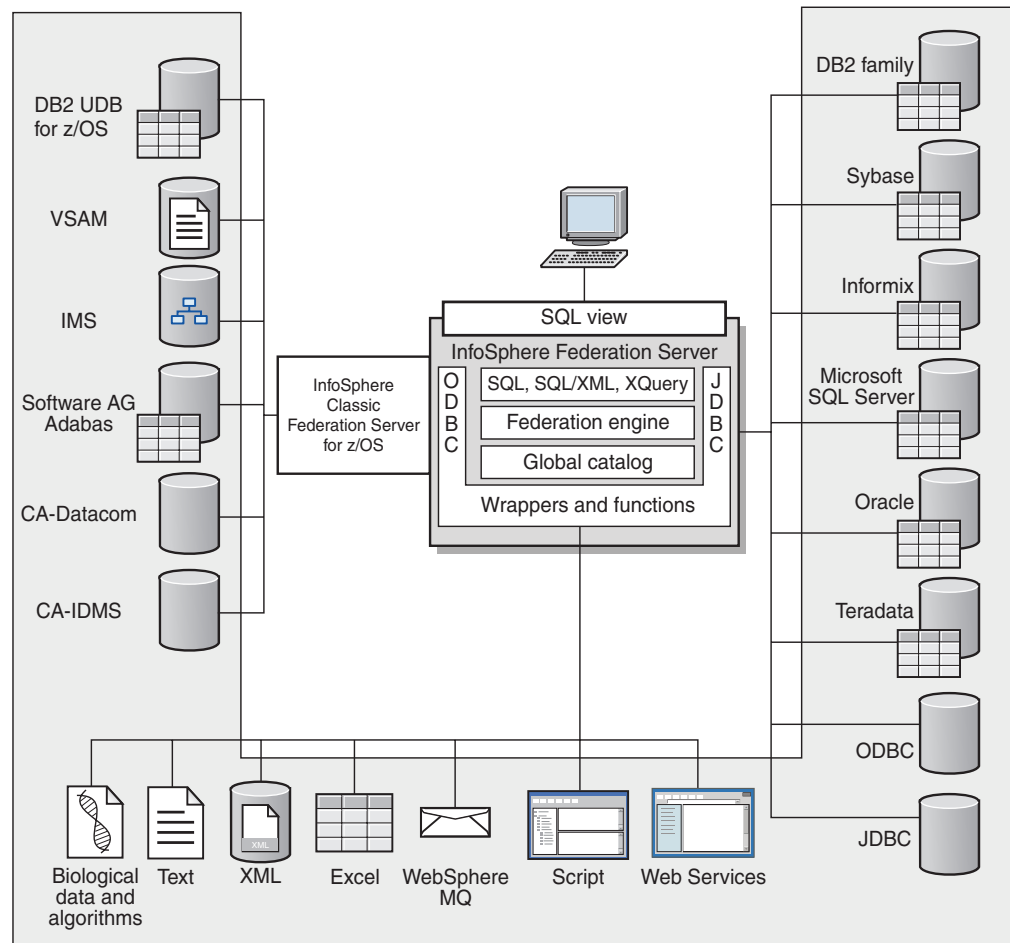 DB2 UDB
for z/OS
VSAM
IMS
Software AG
Adabas
CA-Datacom
CA-IDMS
InfoSphere
Classic
Federation Server
for z/OS
SQL view
InfoSphere Federation Server
ODBC
SQL, SQL/XML, XQuery
Federation engine
Global catalog
JDBC
Wrappers and functions
DB2 family
Sybase
Informix
Microsoft
SQL Server
Oracle
Teradata
ODBC
JDBC
Biological
data and
algorithms
Text
XML
XML
Excel
WebSphere
MQ
Script
Web Services